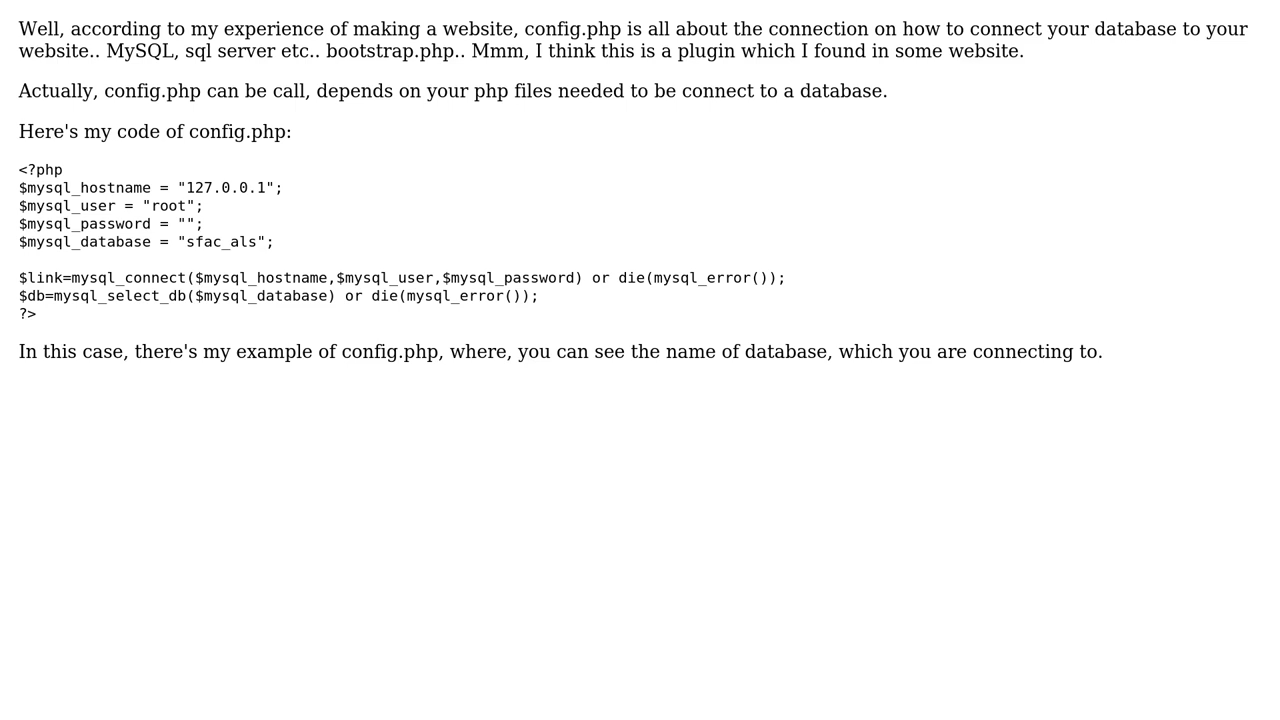 Well, according to my experience of making a website, config.php is all about the connection on how to connect your database to your
website.. MySQL, sql server etc.. bootstrap.php.. Mmm, I think this is a plugin which I found in some website.
Actually, config.php can be call, depends on your php files needed to be connect to a database.
Here's my code of config.php:
<?php
$mysql_hostname = "127.0.0.1";
$mysql_user = "root";
$mysql_password = "";
$mysql_database = "sfac_als";
$link=mysql_connect($mysql_hostname,$mysql_user,$mysql_password) or die(mysql_error());
$db=mysql_select_db($mysql_database) or die(mysql_error());
?>
In this case, there's my example of config.php, where, you can see the name of database, which you are connecting to.